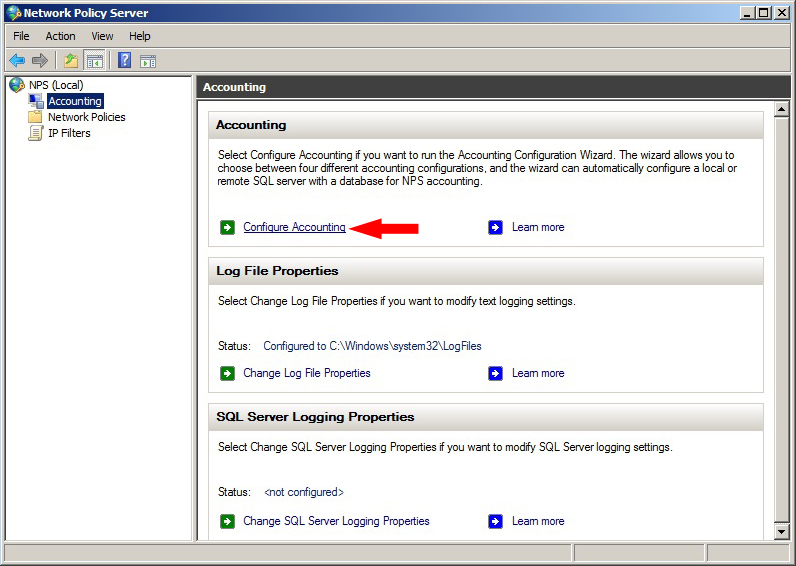 Network Policy Server
File Action View Help
NPS (Local)
Accounting
Network Policies
IP Filters
Accounting
Accounting
Select Configure Accounting if you want to run the Accounting Configuration Wizard. The wizard allows you to
choose between four different accounting configurations, and the wizard can automatically configure a local or
remote SQL server with a database for NPS accounting.
Configure Accounting Learn more
Log File Properties
Select Change Log File Properties if you want to modify text logging settings.
Status: Configured to C:\Windows\system32\LogFiles
Change Log File Properties Learn more
SQL Server Logging Properties
Select Change SQL Server Logging Properties if you want to modify SQL Server logging settings.
Status: <not configured>
Change SQL Server Logging Properties Learn more